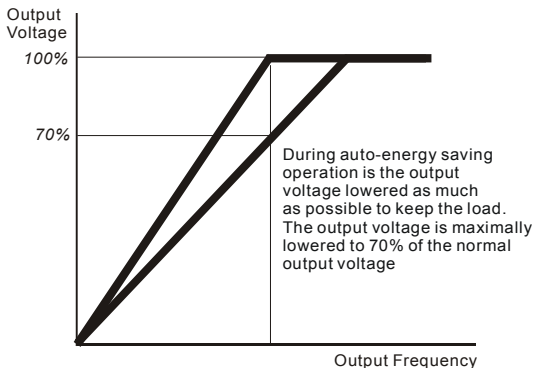 Output
Voltage
100%
70%
During auto-energy saving
operation is the output
voltage lowered as much
as possible to keep the load.
The output voltage is maximally
lowered to 70% of the normal
output voltage
Output Frequency